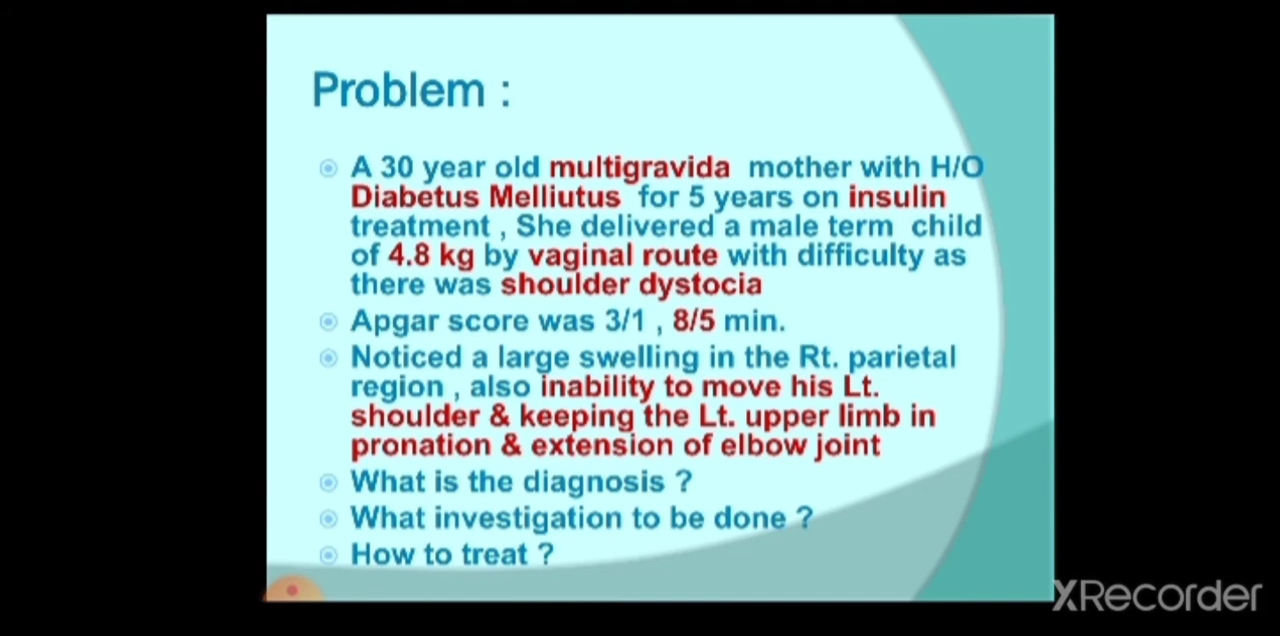 Problem :
A 30 year old multigravida mother with H/O
Diabetus Melliutus for 5 years on insulin
treatment , She delivered a male term child
of 4.8 kg by vaginal route with difficulty as
there was shoulder dystocia
Apgar score was 3/1 , 8/5 min.
Noticed a large swelling in the Rt. parietal
region , also inability to move his Lt.
shoulder & keeping the Lt. upper limb in
pronation & extension of elbow joint
What is the diagnosis ?
What investigation to be done ?
How to treat ?
XRecorder